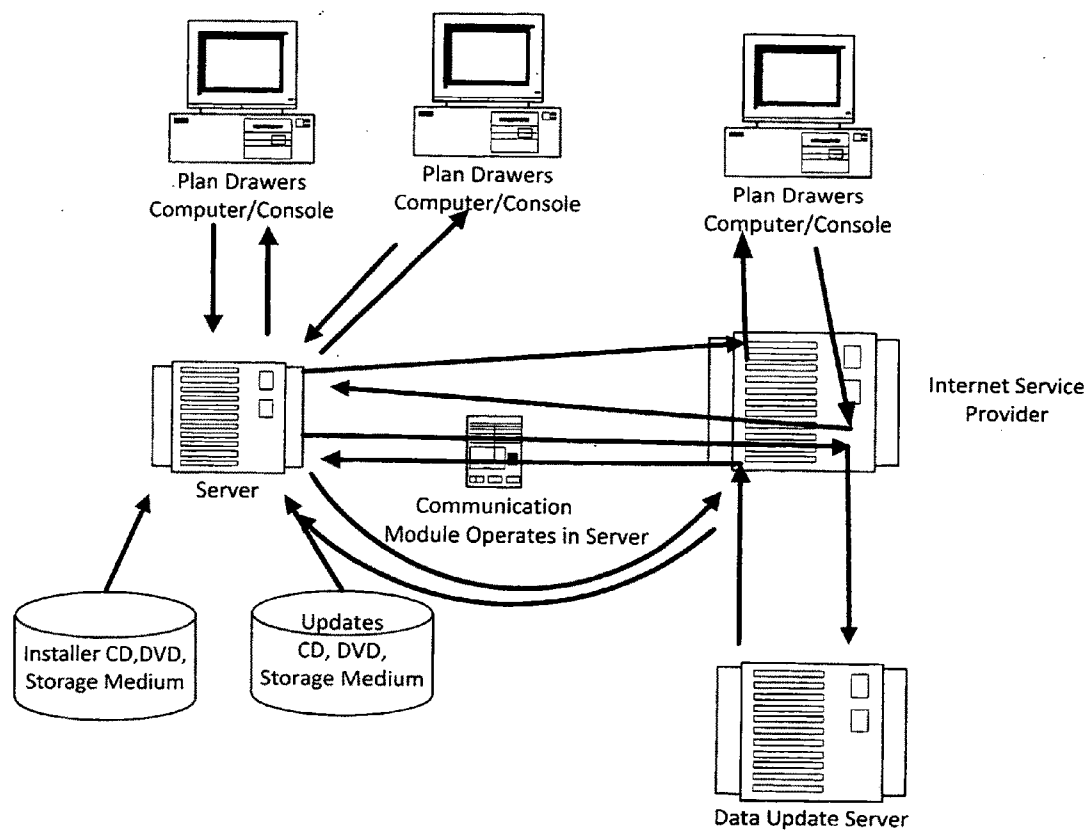 Plan Drawers
Computer/Console
Plan Drawers
Computer/Console
Plan Drawers
Computer/Console
Internet Service
Provider
Server
Communication
Module Operates in Server
Installer CD,DVD,
Storage Medium
Updates
CD, DVD,
Storage Medium
Data Update Server